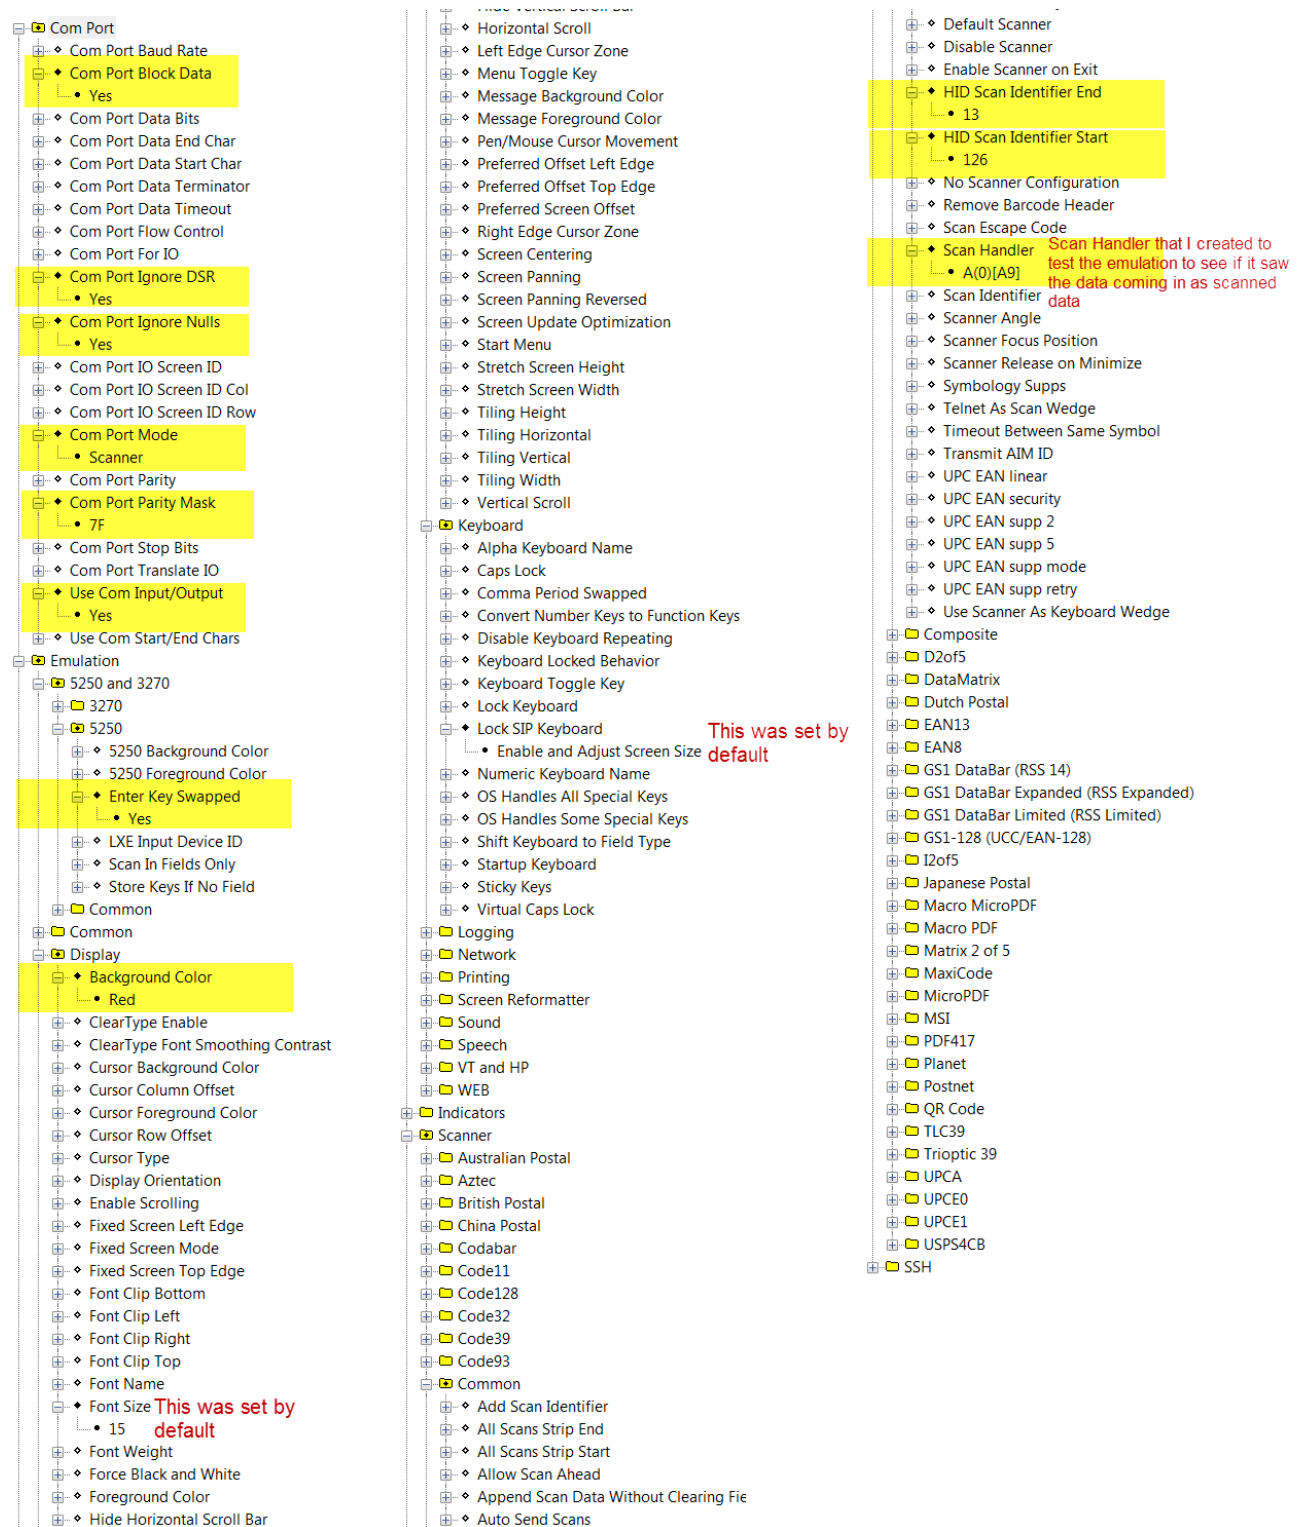 Com Port
Com Port Baud Rate
Com Port Block Data
Yes
Com Port Data Bits
Com Port Data End Char
Com Port Data Start Char
Com Port Data Terminator
Com Port Data Timeout
Com Port Flow Control
Com Port For IO
Com Port Ignore DSR
Yes
Com Port Ignore Nulls
Yes
Com Port IO Screen ID
Com Port IO Screen ID Col
Com Port IO Screen ID Row
Com Port Mode
Scanner
Com Port Parity
Com Port Parity Mask
7F
Com Port Stop Bits
Com Port Translate IO
Use Com Input/Output
Yes
Use Com Start/End Chars
Emulation
5250 and 3270
3270
5250
5250 Background Color
5250 Foreground Color
Enter Key Swapped
Yes
LXE Input Device ID
Scan In Fields Only
Store Keys If No Field
Common
Common
Display
Background Color
Red
ClearType Enable
ClearType Font Smoothing Contrast
Cursor Background Color
Cursor Column Offset
Cursor Foreground Color
Cursor Row Offset
Cursor Type
Display Orientation
Enable Scrolling
Fixed Screen Left Edge
Fixed Screen Mode
Fixed Screen Top Edge
Font Clip Bottom
Font Clip Left
Font Clip Right
Font Clip Top
Font Name
Font Size This was set by
15 default
Font Weight
Force Black and White
Foreground Color
Hide Horizontal Scroll Bar
Hide Vertical Scroll Bar
Horizontal Scroll
Left Edge Cursor Zone
Menu Toggle Key
Message Background Color
Message Foreground Color
Pen/Mouse Cursor Movement
Preferred Offset Left Edge
Preferred Offset Top Edge
Preferred Screen Offset
Right Edge Cursor Zone
Screen Centering
Screen Panning
Screen Panning Reversed
Screen Update Optimization
Start Menu
Stretch Screen Height
Stretch Screen Width
Tiling Height
Tiling Horizontal
Tiling Vertical
Tiling Width
Vertical Scroll
Keyboard
Alpha Keyboard Name
Caps Lock
Comma Period Swapped
Convert Number Keys to Function Keys
Disable Keyboard Repeating
Keyboard Locked Behavior
Keyboard Toggle Key
Lock Keyboard
Lock SIP Keyboard This was set by
Enable and Adjust Screen Size default
Numeric Keyboard Name
OS Handles All Special Keys
OS Handles Some Special Keys
Shift Keyboard to Field Type
Startup Keyboard
Sticky Keys
Virtual Caps Lock
Logging
Network
Printing
Screen Reformatter
Sound
Speech
VT and HP
WEB
Indicators
Scanner
Australian Postal
Aztec
British Postal
China Postal
Codabar
Code11
Code128
Code32
Code39
Code93
Common
Add Scan Identifier
All Scans Strip End
All Scans Strip Start
Allow Scan Ahead
Append Scan Data Without Clearing Fie
Auto Send Scans
Default Scanner
Disable Scanner
Enable Scanner on Exit
HID Scan Identifier End
13
HID Scan Identifier Start
126
No Scanner Configuration
Remove Barcode Header
Scan Escape Code
Scan Handler
A(0)[A9]
Scan Handler that I created to
test the emulation to see if it saw
the data coming in as scanned
data
Scan Identifier
Scanner Angle
Scanner Focus Position
Scanner Release on Minimize
Symbology Supps
Telnet As Scan Wedge
Timeout Between Same Symbol
Transmit AIM ID
UPC EAN linear
UPC EAN security
UPC EAN supp 2
UPC EAN supp 5
UPC EAN supp mode
UPC EAN supp retry
Use Scanner As Keyboard Wedge
Composite
D2of5
DataMatrix
Dutch Postal
EAN13
EAN8
GS1 DataBar (RSS 14)
GS1 DataBar Expanded (RSS Expanded)
GS1 DataBar Limited (RSS Limited)
GS1-128 (UCC/EAN-128)
I2of5
Japanese Postal
Macro MicroPDF
Macro PDF
Matrix 2 of 5
MaxiCode
MicroPDF
MSI
PDF417
Planet
Postnet
QR Code
TLC39
Trioptic 39
UPCA
UPCE0
UPCE1
USPS4CB
SSH